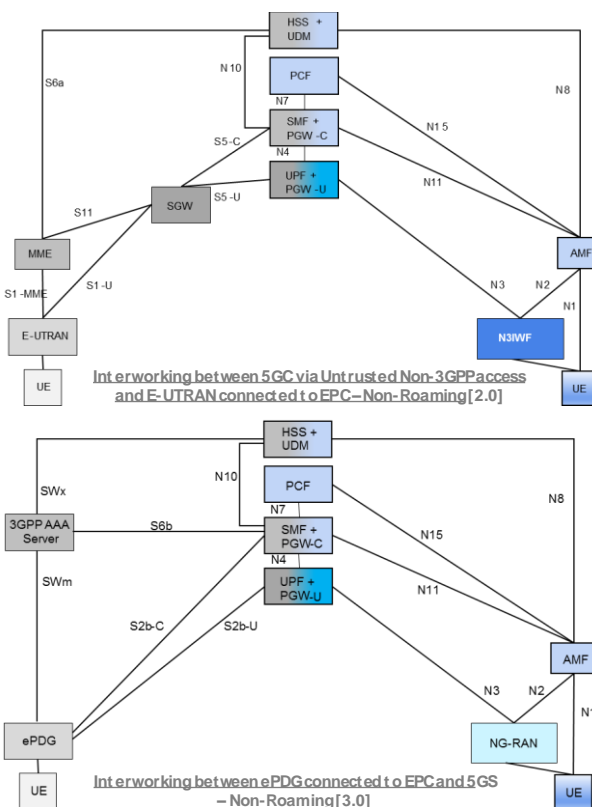 HSS +
UDM
N10
S6a
PCF
N8
N7
N15
SMF +
PGW -C
S5-C
N4
N11
UPF +
PGW -U
S5 -U
SGW
S11
MME
AMF
S1 -MME
S1 -U
N3
N2
N1
E-UTRAN
N3IWF
UE
UE
Interworking between 5GC via Untrusted Non-3GPP access
and E-UTRAN connected to EPC – Non-Roaming [2.0]
HSS +
UDM
N10
SWx
PCF
N8
N7
N15
3GPP AAA
Server
S6b
SMF +
PGW-C
SWm
N4
N11
UPF +
PGW-U
S2b-C
S2b-U
AMF
N3
N2
N1
ePDG
NG-RAN
UE
UE
Interworking between ePDG connected to EPC and 5GS
– Non-Roaming [3.0]